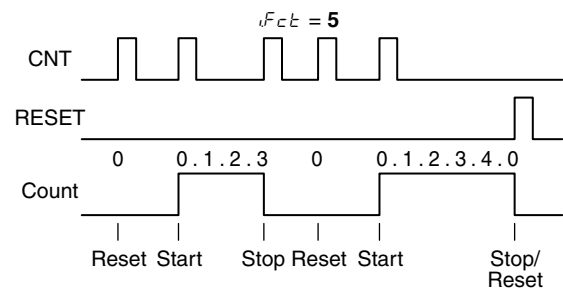 i.Fct = 5
CNT
RESET
0 0.1.2.3 0 0.1.2.3.4.0
Count
Reset Start Stop Reset Start Stop/
Reset